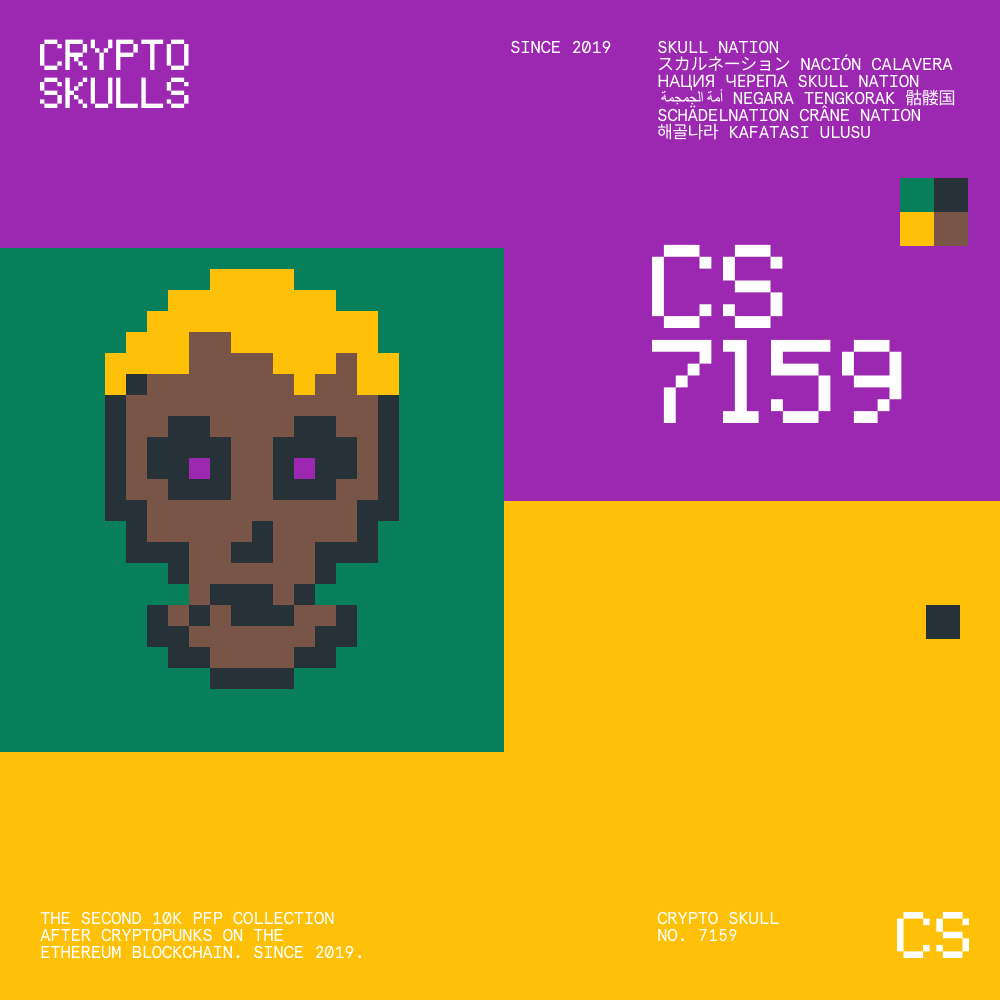 CRYPTO
SKULLS
SINCE 2019
SKULL NATION
スカルネーション NACIÓN CALAVERA
НАЦИЯ ЧЕРЕПА SKULL NATION
أمة الجمجمة NEGARA TENGKORAK 骷髅国
SCHÄDELNATION CRÂNE NATION
해골나라 KAFATASI ULUSU
CS
7159
THE SECOND 10K PFP COLLECTION
AFTER CRYPTOPUNKS ON THE
ETHEREUM BLOCKCHAIN. SINCE 2019.
CRYPTO SKULL
NO. 7159
CS